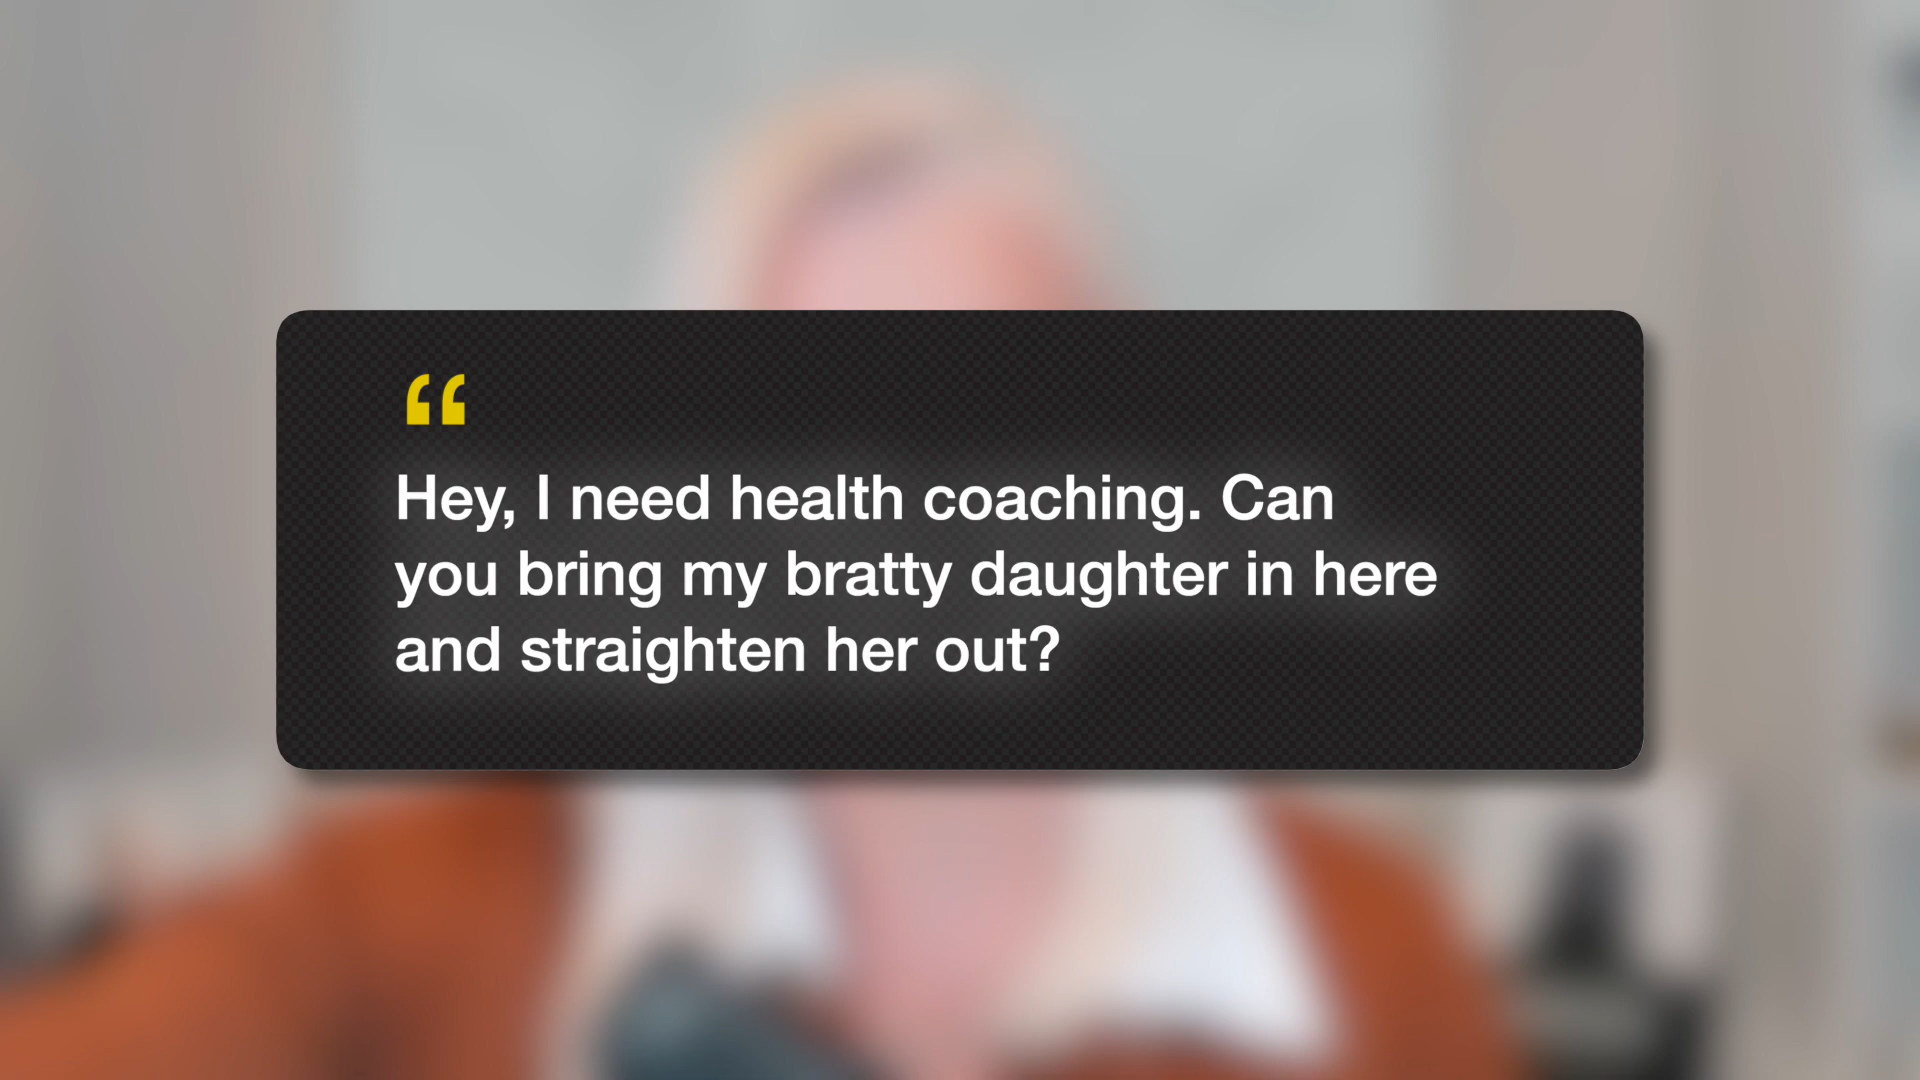 “
Hey, I need health coaching. Can
you bring my bratty daughter in here
and straighten her out?